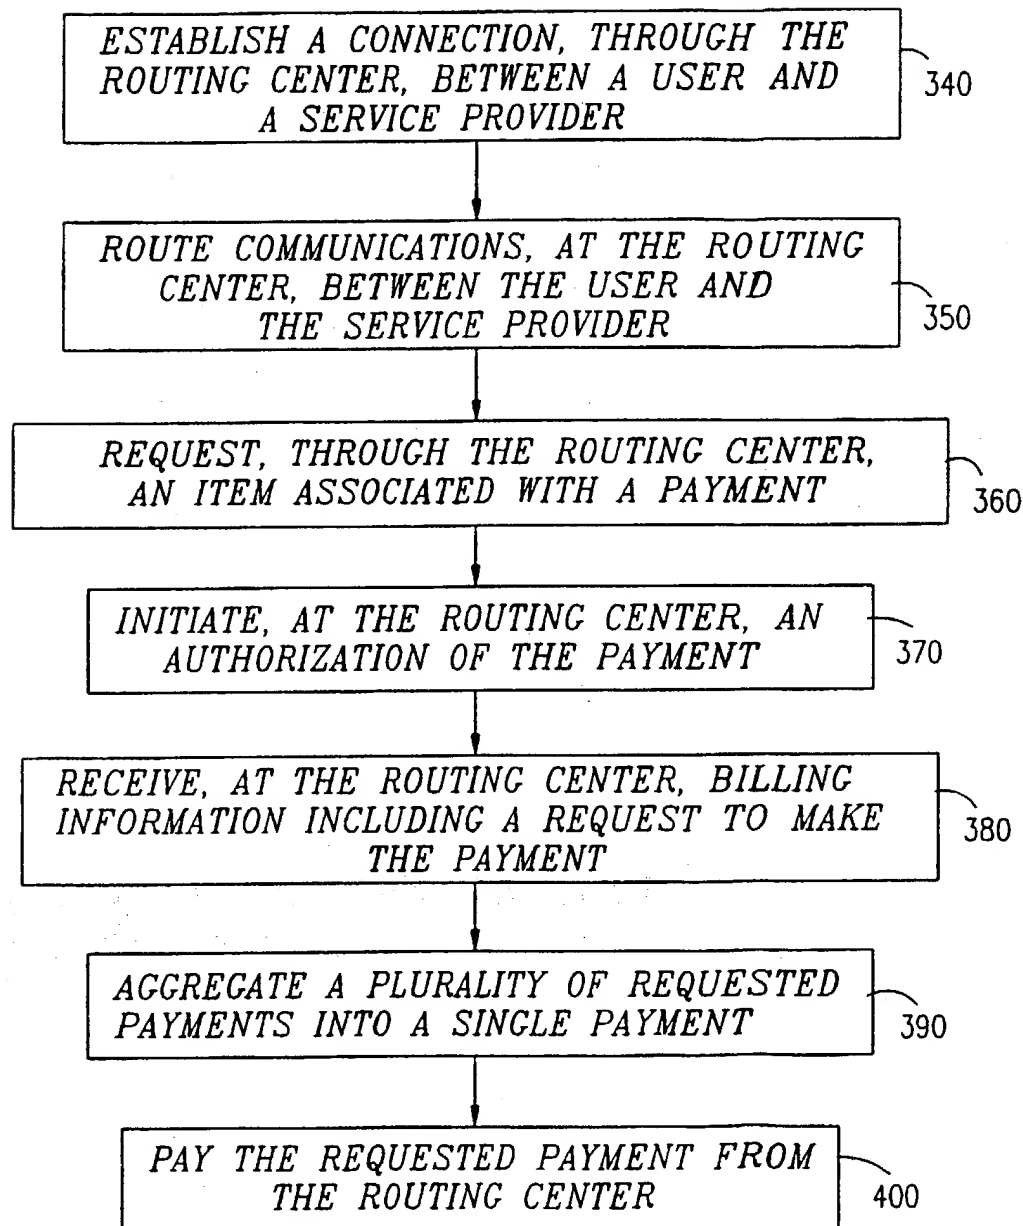 ESTABLISH A CONNECTION, THROUGH THE
ROUTING CENTER, BETWEEN A USER AND
A SERVICE PROVIDER
340
ROUTE COMMUNICATIONS, AT THE ROUTING
CENTER, BETWEEN THE USER AND
THE SERVICE PROVIDER
350
REQUEST, THROUGH THE ROUTING CENTER,
AN ITEM ASSOCIATED WITH A PAYMENT
360
INITIATE, AT THE ROUTING CENTER, AN
AUTHORIZATION OF THE PAYMENT
370
RECEIVE, AT THE ROUTING CENTER, BILLING
INFORMATION INCLUDING A REQUEST TO MAKE
THE PAYMENT
380
AGGREGATE A PLURALITY OF REQUESTED
PAYMENTS INTO A SINGLE PAYMENT
390
PAY THE REQUESTED PAYMENT FROM
THE ROUTING CENTER
400